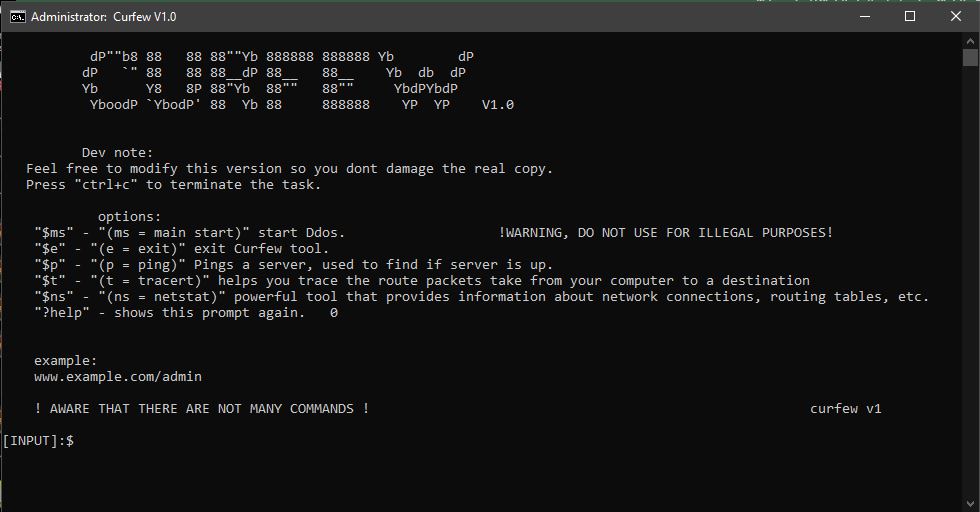 Administrator: Curfew V1.0
dP""b8 88   88 88""Yb 888888 888888 Yb        dP
dP   `" 88   88 88__dP 88__   88__    Yb  db  dP
Yb      Y8   8P 88"Yb  88""   88""     YbdPYbdP
YboodP `YbodP' 88  Yb 88     888888    YP  YP    V1.0
Dev note:
Feel free to modify this version so you dont damage the real copy.
Press "ctrl+c" to terminate the task.
options:
"$ms" - "(ms = main start)" start Ddos. !WARNING, DO NOT USE FOR ILLEGAL PURPOSES!
"$e" - "(e = exit)" exit Curfew tool.
"$p" - "(p = ping)" Pings a server, used to find if server is up.
"$t" - "(t = tracert)" helps you trace the route packets take from your computer to a destination
"$ns" - "(ns = netstat)" powerful tool that provides information about network connections, routing tables, etc.
"?help" - shows this prompt again. 0
example:
www.example.com/admin
! AWARE THAT THERE ARE NOT MANY COMMANDS ! curfew v1
[INPUT]:$